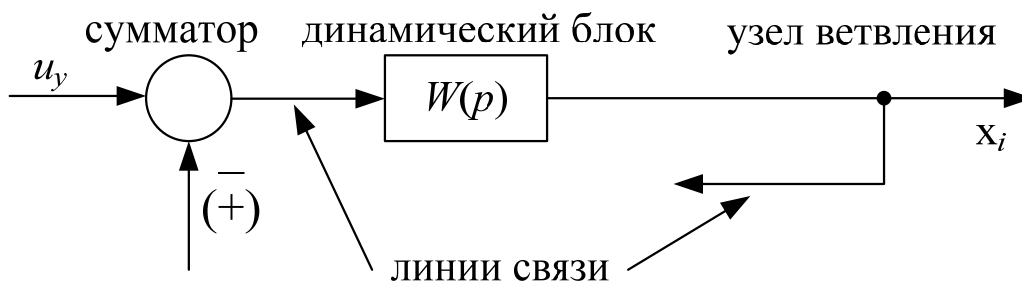 сумматор динамический блок узел ветвления
u_y
W(p)
x_i
−
(+)
линии связи